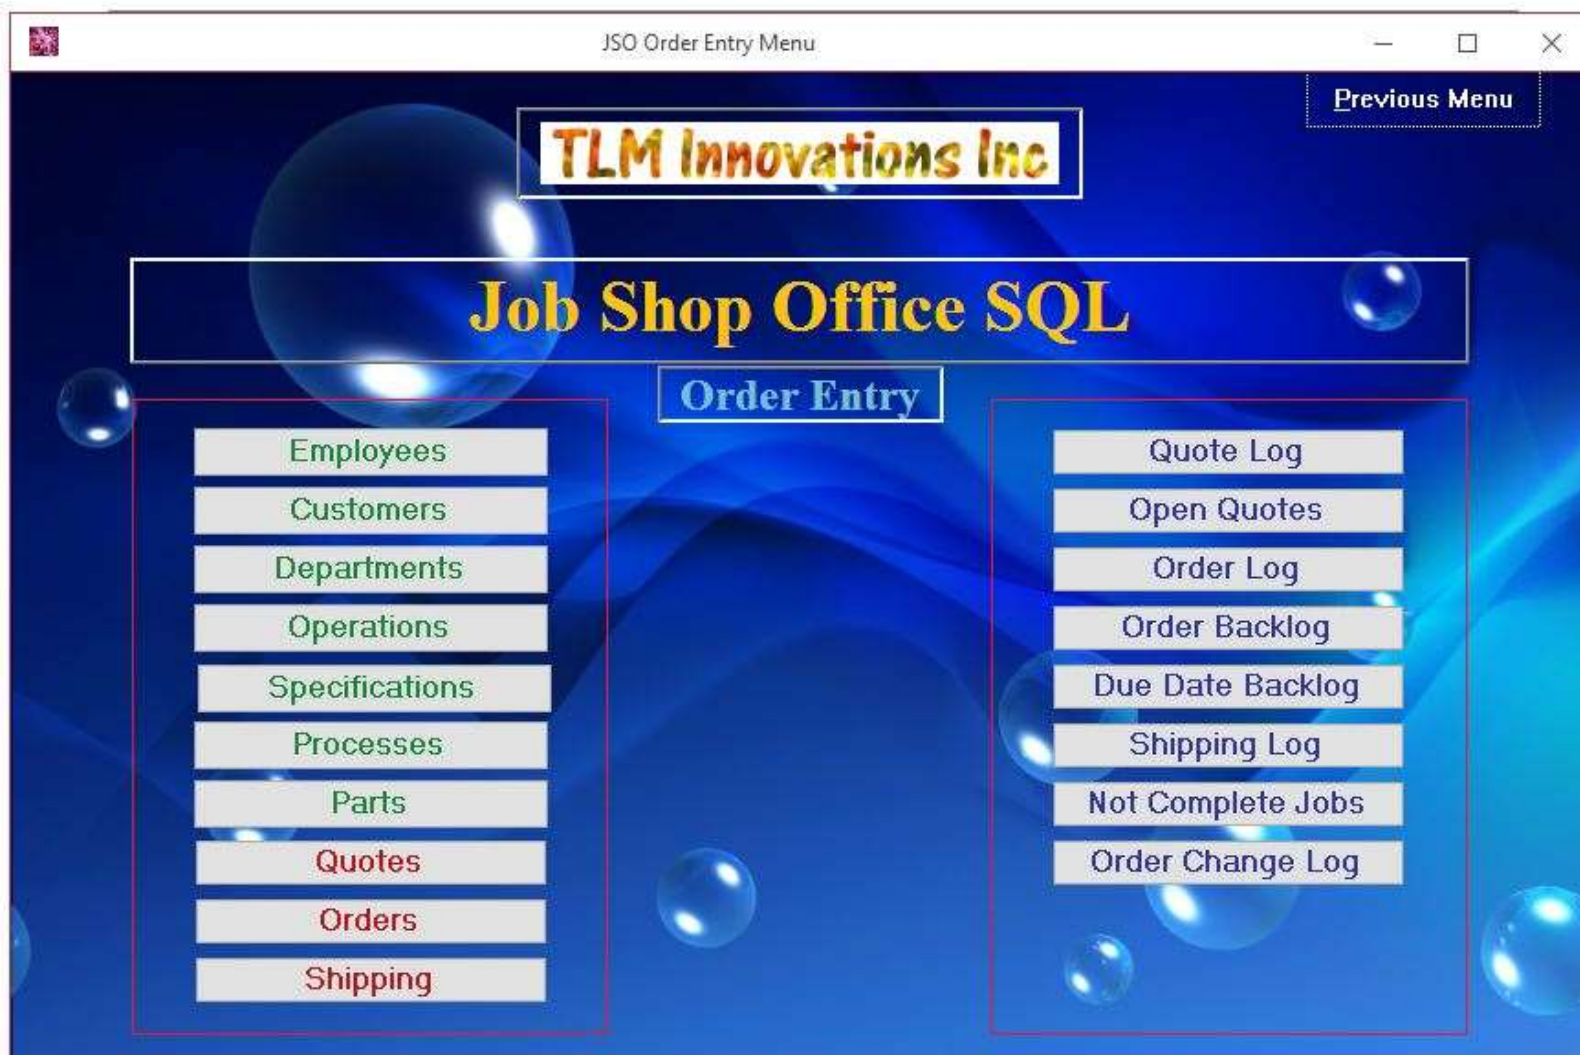 JSO Order Entry Menu
Previous Menu
TLM Innovations Inc
Job Shop Office SQL
Order Entry
Employees
Customers
Departments
Operations
Specifications
Processes
Parts
Quotes
Orders
Shipping
Quote Log
Open Quotes
Order Log
Order Backlog
Due Date Backlog
Shipping Log
Not Complete Jobs
Order Change Log